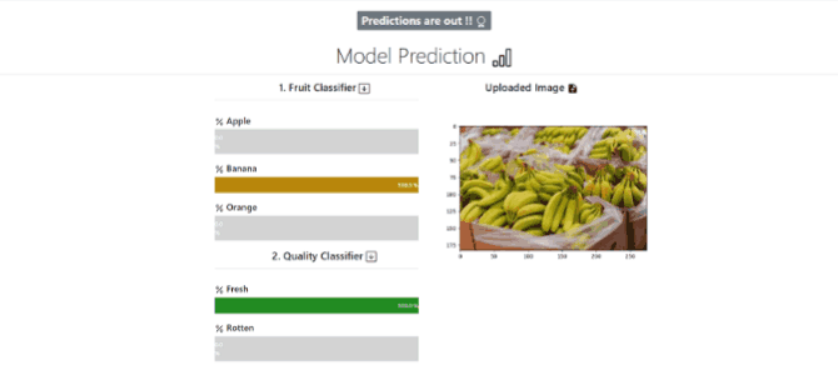 Predictions are out !!
Model Prediction
1. Fruit Classifier
Uploaded Image
% Apple
% Banana
100.0 %
% Orange
2. Quality Classifier
% Fresh
100.0 %
% Rotten
0
25
50
75
100
125
150
175
0 50 100 150 200 250